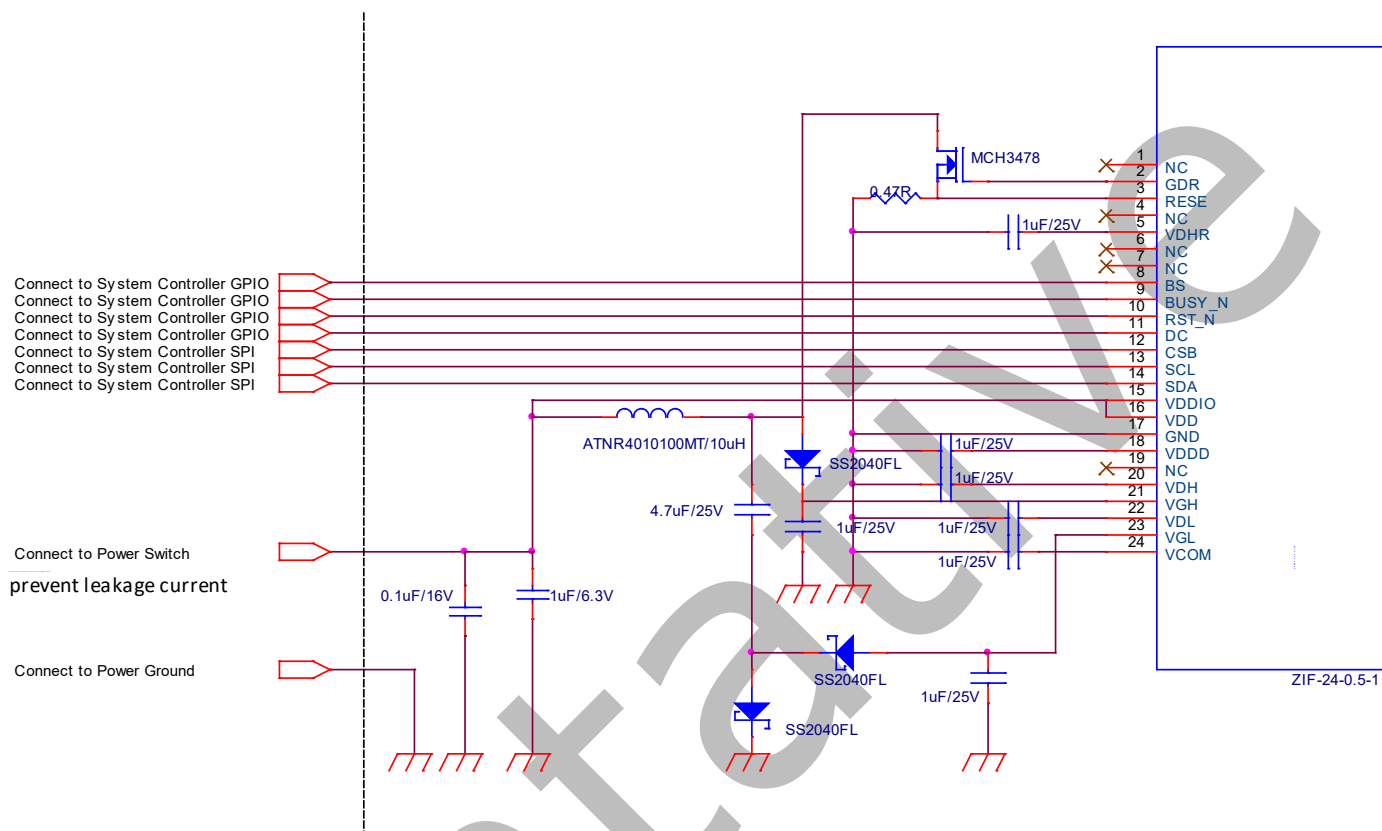 MCH3478
0.47R
1uF/25V
1 NC
2 GDR
3 RESE
4 NC
5 VDHR
6 NC
7 NC
8 BS
9 BUSY_N
10 RST_N
11 DC
12 CSB
13 SCL
14 SDA
15 VDDIO
16 VDD
17 GND
18 VDDD
19 NC
20 VDH
21 VGH
22 VDL
23 VGL
24 VCOM
Connect to System Controller GPIO
Connect to System Controller GPIO
Connect to System Controller GPIO
Connect to System Controller GPIO
Connect to System Controller SPI
Connect to System Controller SPI
Connect to System Controller SPI
ATNR4010100MT/10uH
SS2040FL
1uF/25V
1uF/25V
4.7uF/25V
1uF/25V
1uF/25V
1uF/25V
Connect to Power Switch
prevent leakage current
0.1uF/16V
1uF/6.3V
Connect to Power Ground
SS2040FL
1uF/25V
SS2040FL
ZIF-24-0.5-1
tative